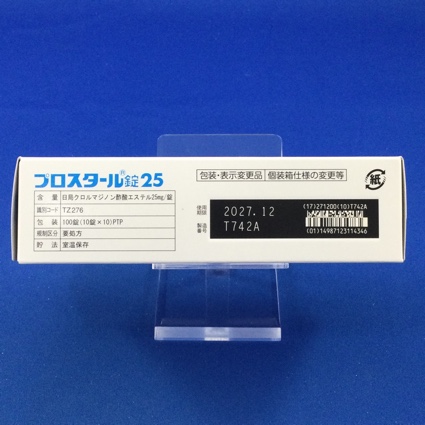 プロスタール®錠25
含　量　日局クロルマジノン酢酸エステル25mg/錠
識別コード　TZ276
包　装　100錠(10錠×10)PTP
規制区分　要処方
貯　法　室温保存
包装・表示変更品　個装箱仕様の変更等
使用期限　2027.12
製造番号　T742A
(17)271200(10)T742A
(01)14987123114346
紙